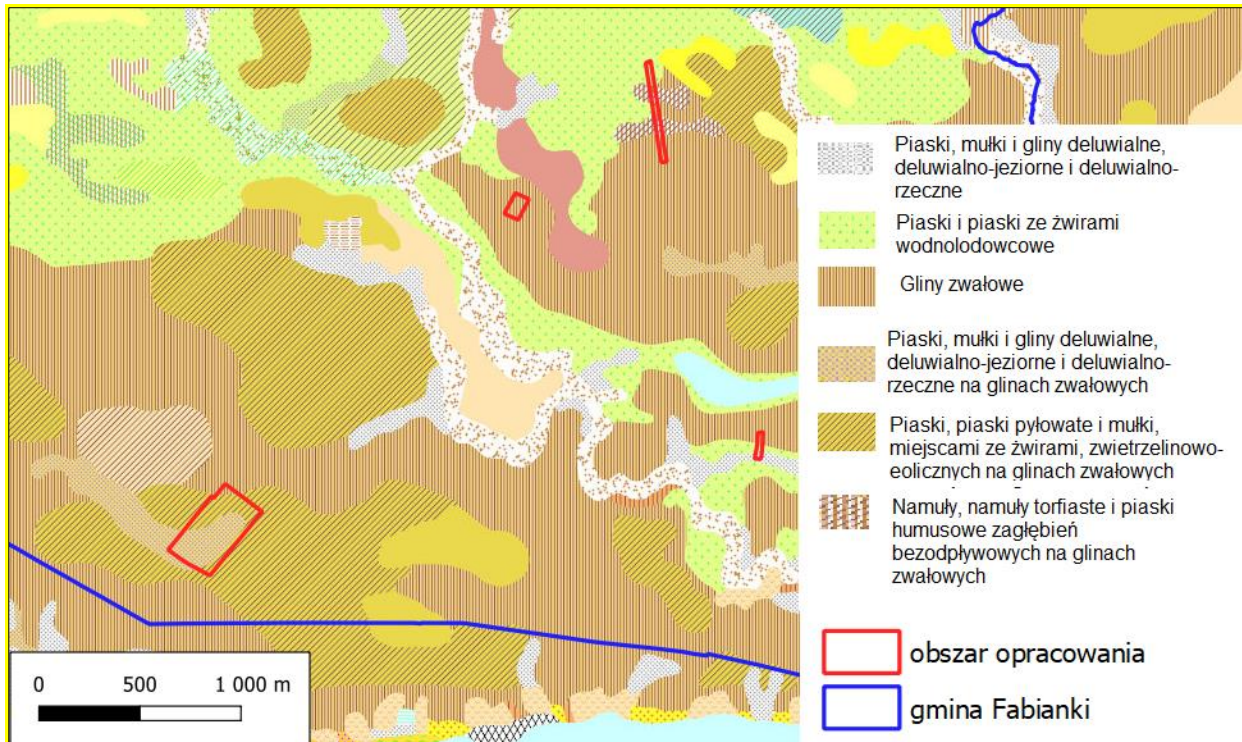 Piaski, mułki i gliny deluwialne,
deluwialno-jeziorne i deluwialno-
rzeczne
Piaski i piaski ze żwirami
wodnolodowcowe
Gliny zwałowe
Piaski, mułki i gliny deluwialne,
deluwialno-jeziorne i deluwialno-
rzeczne na glinach zwałowych
Piaski, piaski pyłowate i mułki,
miejscami ze żwirami, zwietrzelinowo-
eolicznych na glinach zwałowych
Namuły, namuły torfiaste i piaski
humusowe zagłębień
bezodpływowych na glinach
zwałowych
obszar opracowania
gmina Fabianki
0 500 1 000 m